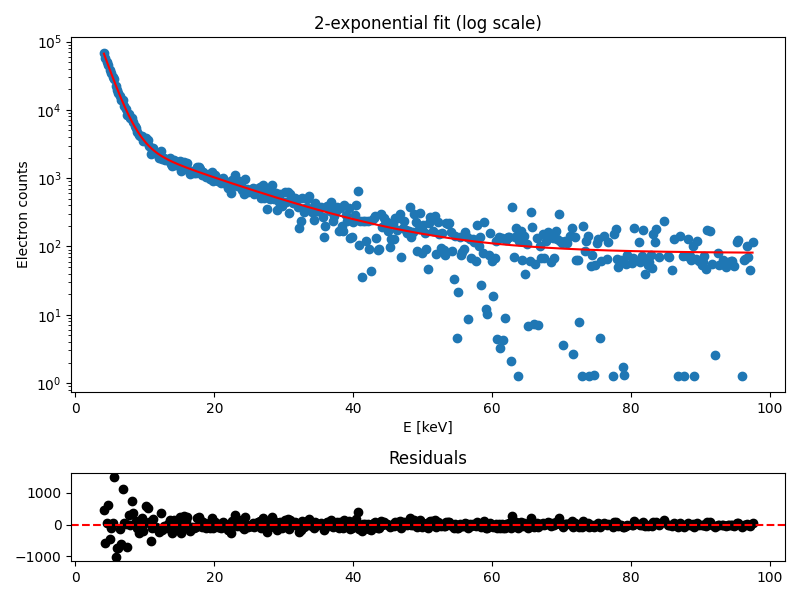 2-exponential fit (log scale)
10^5
10^4
10^3
10^2
10^1
10^0
Electron counts
0 20 40 60 80 100
E [keV]
Residuals
1000
0
−1000
0 20 40 60 80 100